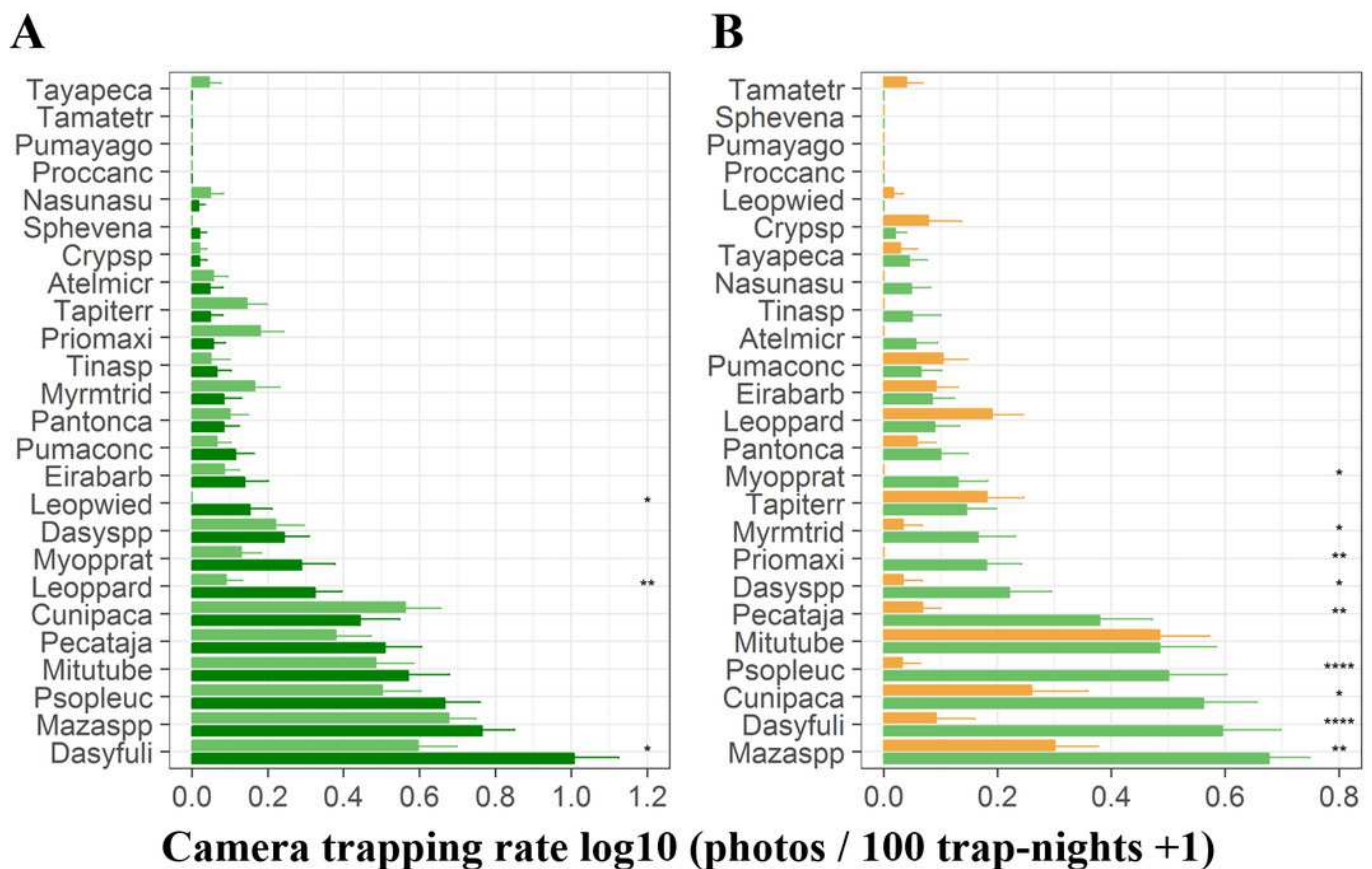 A
Tayapeca
Tamatetr
Pumayago
Proccanc
Nasunasu
Sphevena
Crypsp
Atelmicr
Tapiterr
Priomaxi
Tinasp
Myrmtrid
Pantonca
Pumaconc
Eirabarb
Leopwied *
Dasyspp
Myopprat
Leoppard **
Cunipaca
Pecataja
Mitutube
Psopleuc
Mazaspp
Dasyfuli *
0.0 0.2 0.4 0.6 0.8 1.0 1.2
B
Tamatetr
Sphevena
Pumayago
Proccanc
Leopwied
Crypsp
Tayapeca
Nasunasu
Tinasp
Atelmicr
Pumaconc
Eirabarb
Leoppard
Pantonca
Myopprat *
Tapiterr
Myrmtrid *
Priomaxi **
Dasyspp *
Pecataja **
Mitutube
Psopleuc ****
Cunipaca *
Dasyfuli ****
Mazaspp **
0.0 0.2 0.4 0.6 0.8
Camera trapping rate log10 (photos / 100 trap-nights +1)